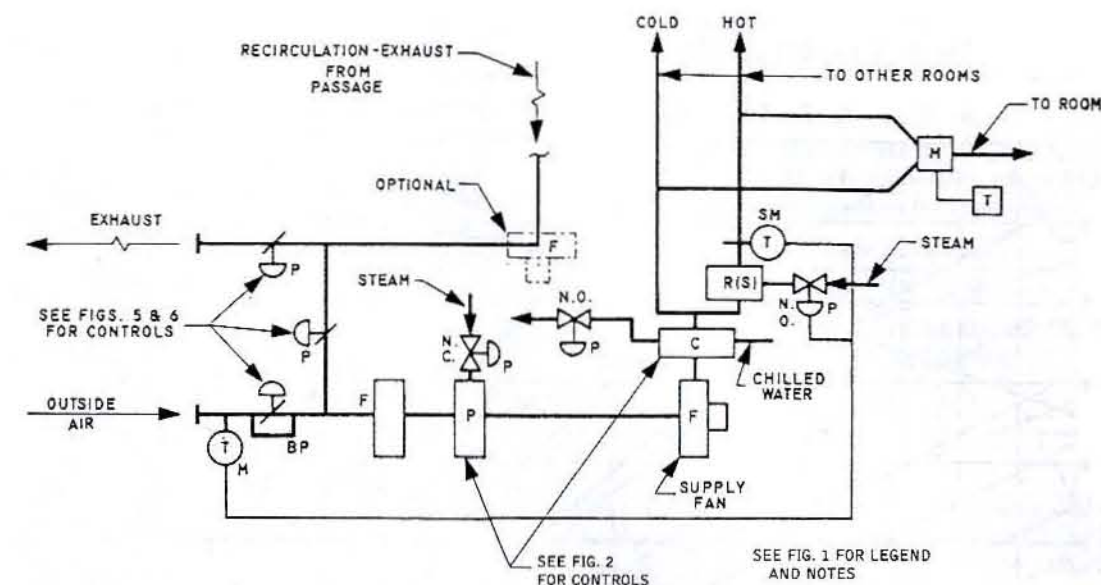 COLD HOT
RECIRCULATION-EXHAUST
FROM
PASSAGE
TO OTHER ROOMS
TO ROOM
M
OPTIONAL
T
EXHAUST
F
SM
T
STEAM
P
STEAM
R(S)
N.O.
N.
O.
P
SEE FIGS. 5 & 6
FOR CONTROLS
P
N.
C.
P
P
C
CHILLED
WATER
OUTSIDE
AIR
F
P
F
BP
T
M
SUPPLY
FAN
SEE FIG. 2
FOR CONTROLS
SEE FIG. 1 FOR LEGEND
AND NOTES